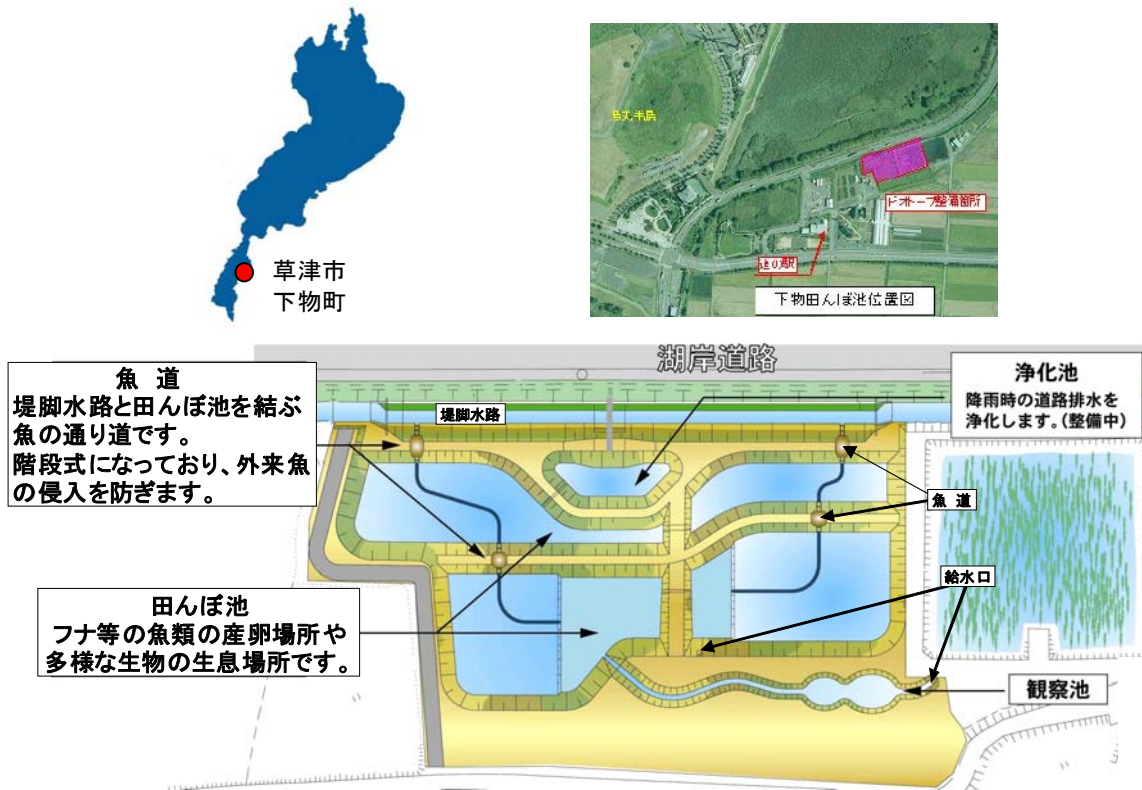 草津市
下物町
烏丸半島
ビオトープ整備箇所
道の駅
下物田んぼ池位置図
湖岸道路
魚 道
堤脚水路と田んぼ池を結ぶ
魚の通り道です。
階段式になっており、外来魚
の侵入を防ぎます。
堤脚水路
浄化池
降雨時の道路排水を
浄化します。(整備中)
魚 道
給水口
田んぼ池
フナ等の魚類の産卵場所や
多様な生物の生息場所です。
観察池